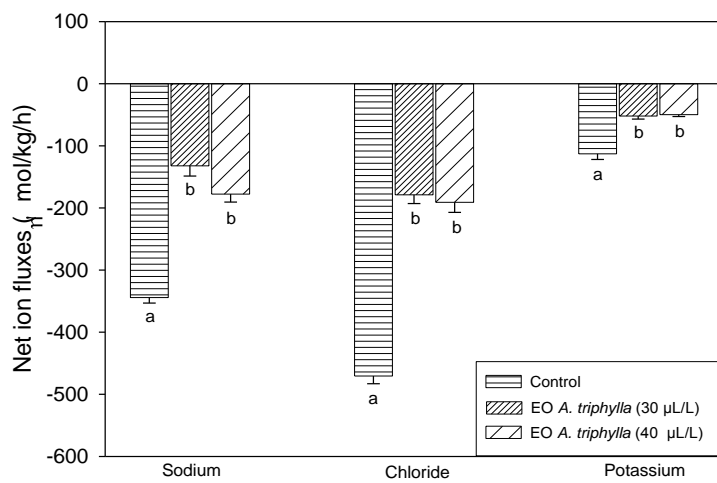 100
0
-100
-200
-300
-400
-500
-600
Net ion fluxes ( mol/kg/h)
a
b
b
a
b
b
a
b
b
Control
EO A. triphylla (30 µL/L)
EO A. triphylla (40 µL/L)
Sodium
Chloride
Potassium